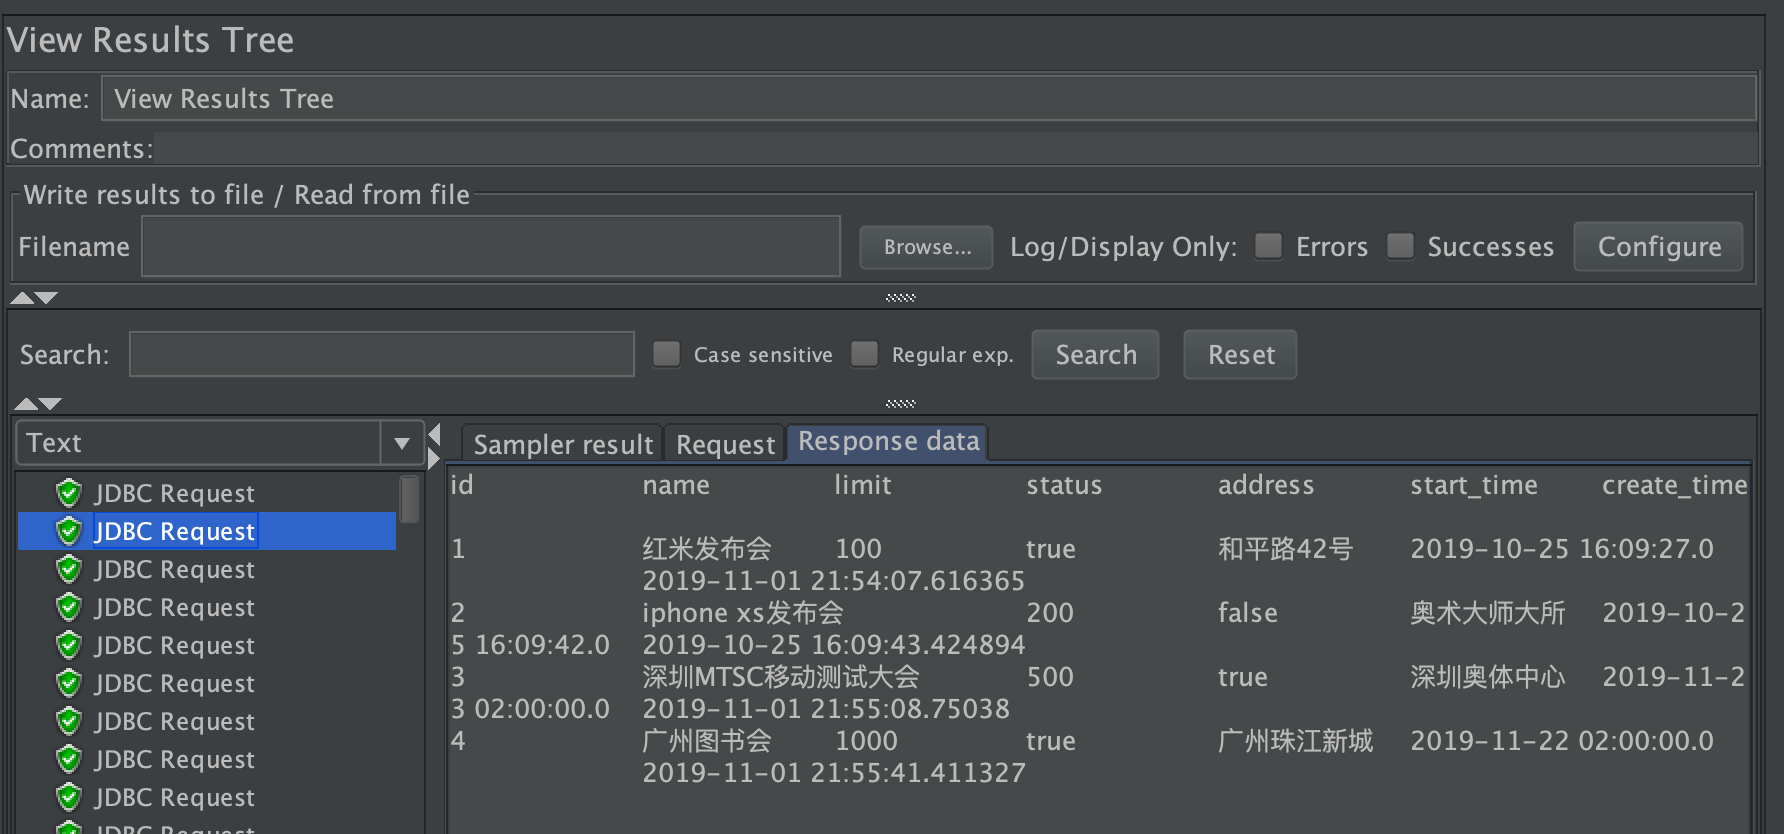 View Results Tree
Name: View Results Tree
Comments:
Write results to file / Read from file
Filename Browse... Log/Display Only: Errors Successes Configure
Search: Case sensitive Regular exp. Search Reset
Text
Sampler result Request Response data
JDBC Request
JDBC Request
JDBC Request
JDBC Request
JDBC Request
JDBC Request
JDBC Request
JDBC Request
JDBC Request
JDBC Request
id name limit status address start_time create_time
1 红米发布会 100 true 和平路42号 2019-10-25 16:09:27.0
2019-11-01 21:54:07.616365
2 iphone xs发布会 200 false 奥术大师大所 2019-10-2
5 16:09:42.0 2019-10-25 16:09:43.424894
3 深圳MTSC移动测试大会 500 true 深圳奥体中心 2019-11-2
3 02:00:00.0 2019-11-01 21:55:08.75038
4 广州图书会 1000 true 广州珠江新城 2019-11-22 02:00:00.0
2019-11-01 21:55:41.411327